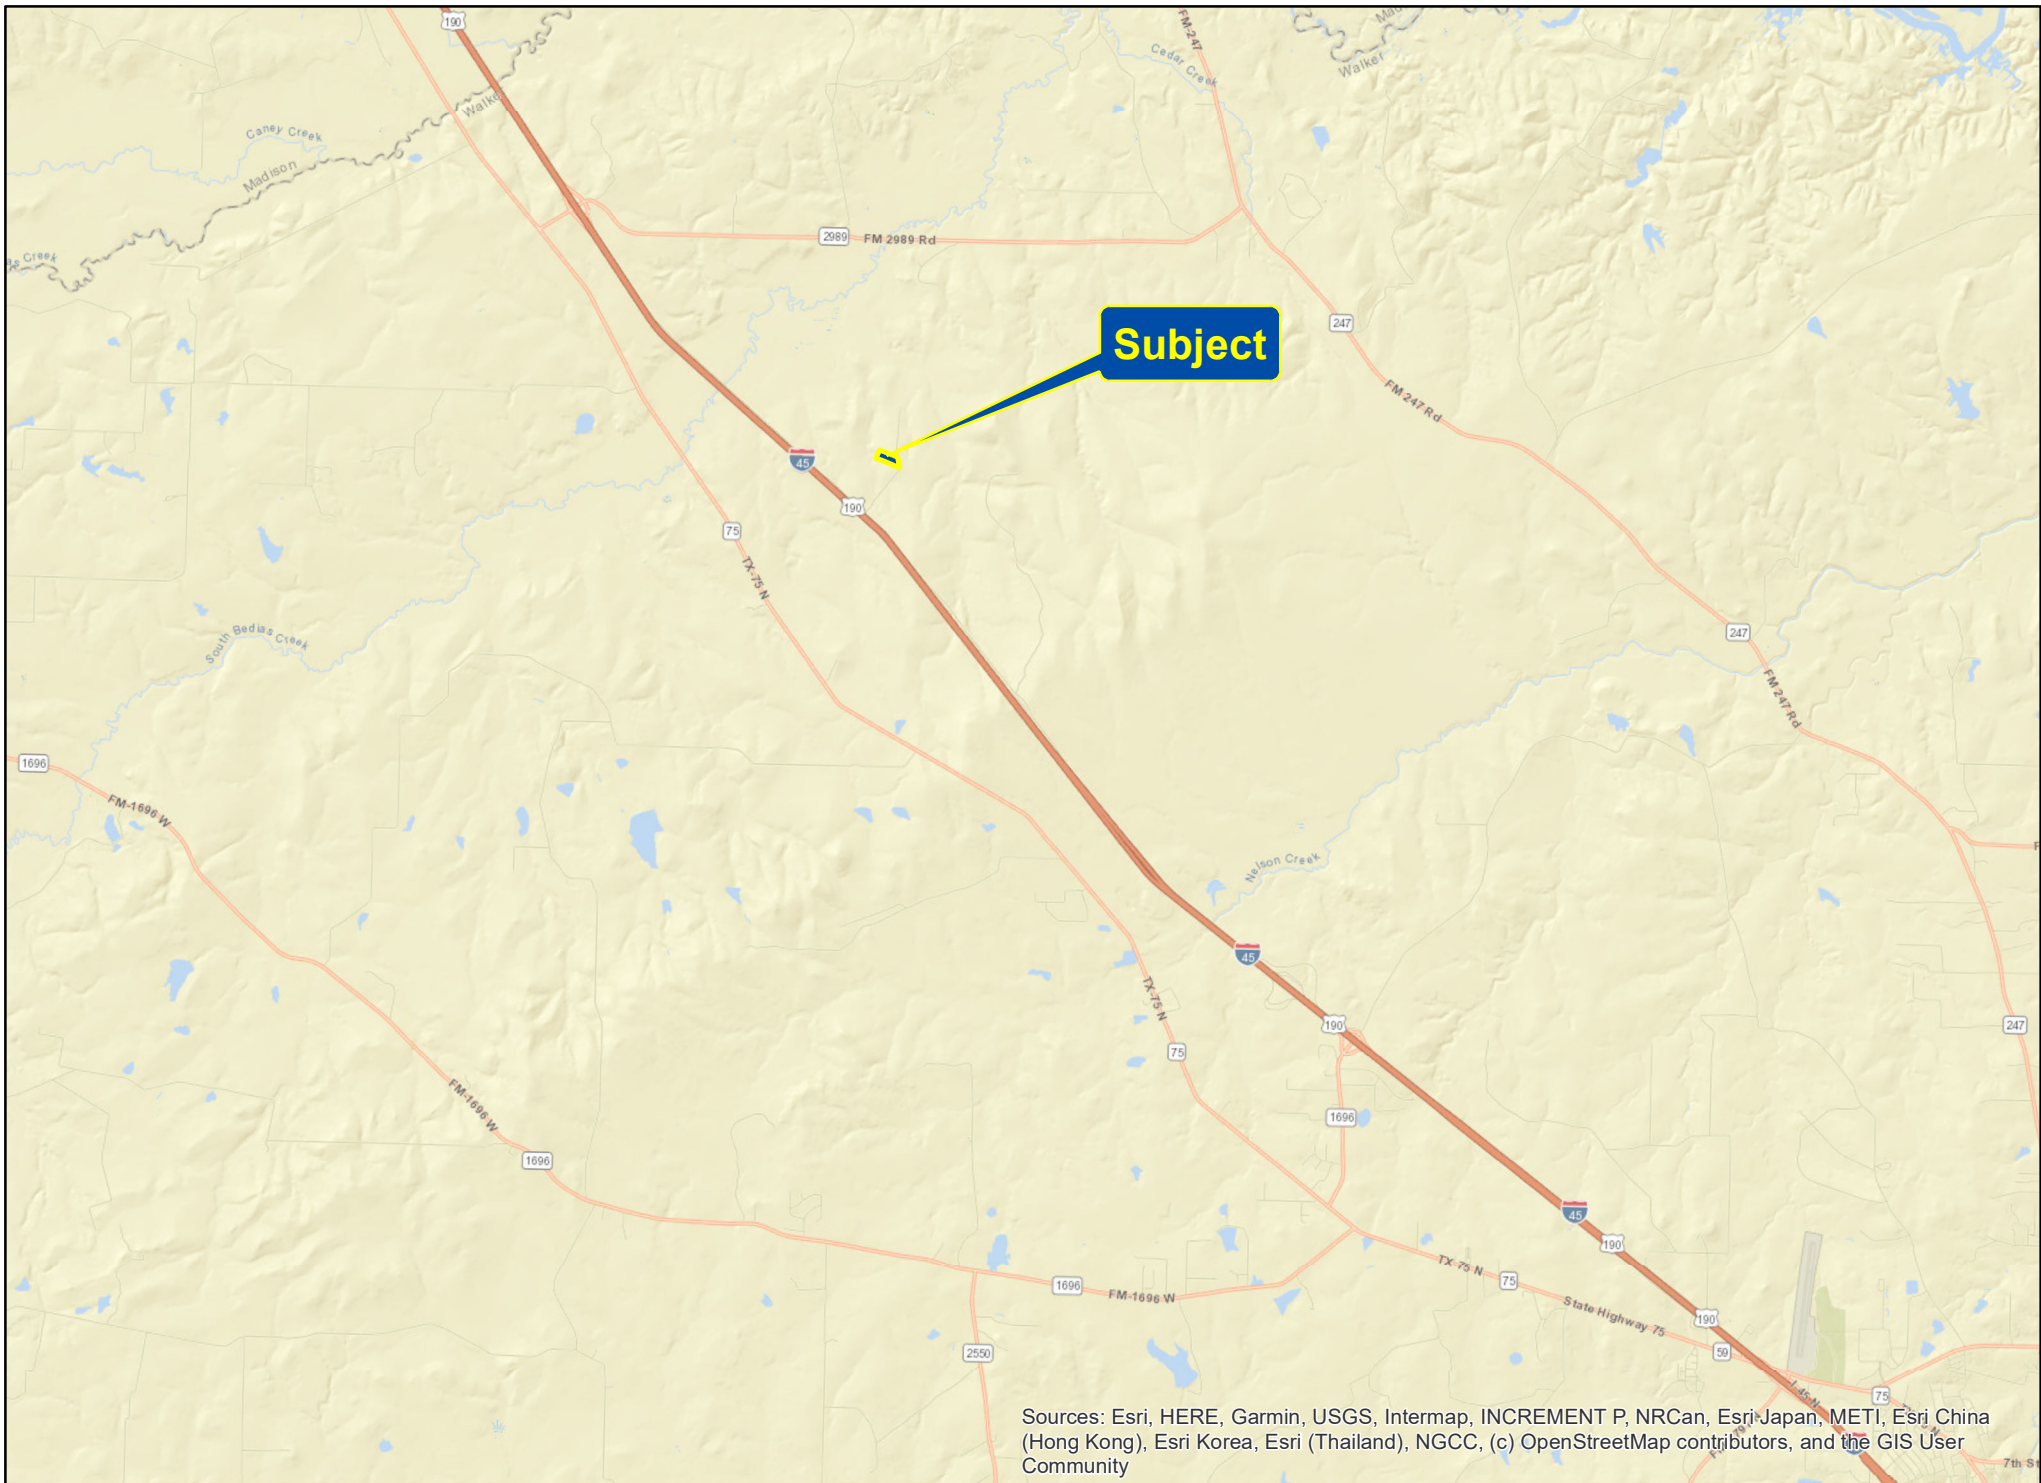 190
FM-247
Walker
Cedar Creek
Walker
Caney Creek
Madison
2989
FM 2989 Rd
Creek
Subject
247
FM 247 Rd
45
190
75
TX-75 N
South Bedias Creek
247
FM 247 Rd
1696
FM-1696 W
Nelson Creek
45
TX-75 N
190
247
75
FM-1696 W
1696
1696
45
190
TX 75 N
75
1696
FM-1696 W
State Highway 75
190
59
2550
I-45 N
75
Sources: Esri, HERE, Garmin, USGS, Intermap, INCREMENT P, NRCan, Esri Japan, METI, Esri China
(Hong Kong), Esri Korea, Esri (Thailand), NGCC, (c) OpenStreetMap contributors, and the GIS User
Community
7th S